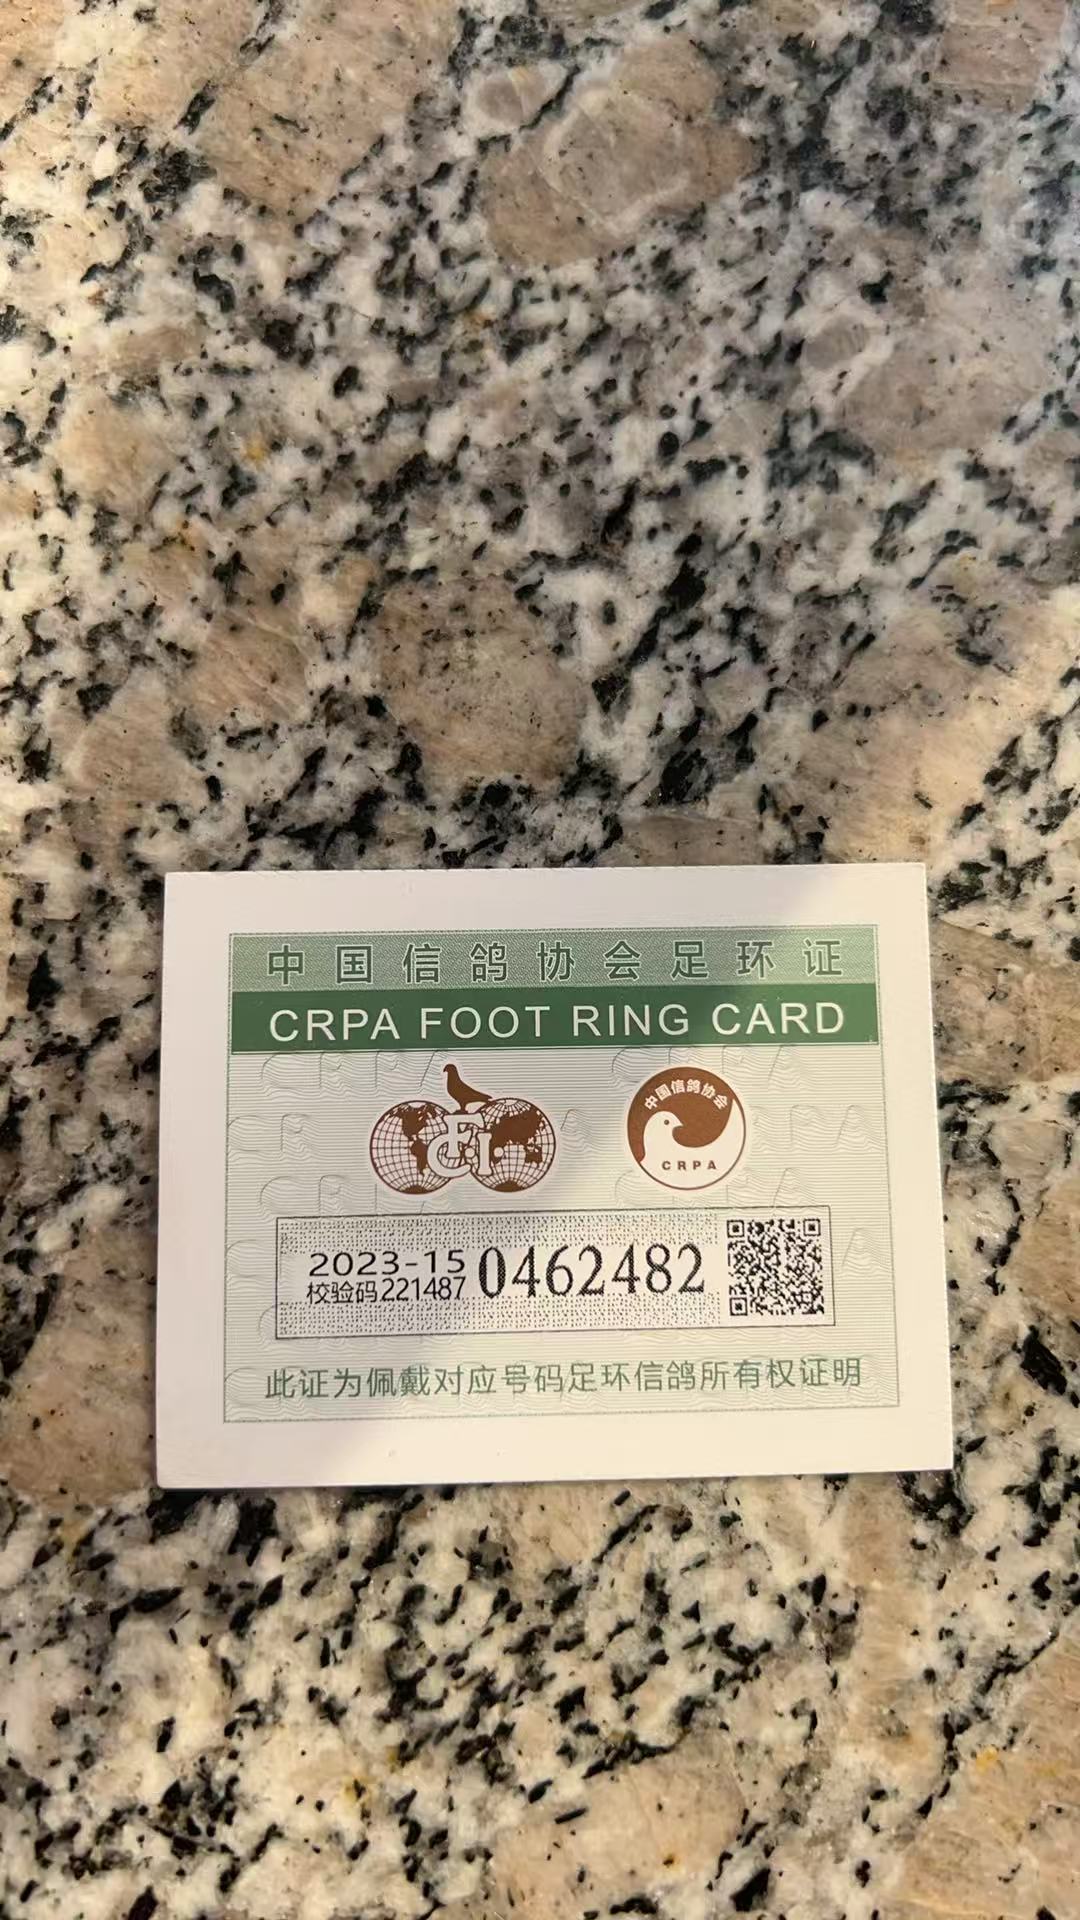 中国信鸽协会足环证
CRPA FOOT RING CARD
F.C.I.
中国信鸽协会
CRPA
2023-15 0462482
校验码221487
此证为佩戴对应号码足环信鸽所有权证明